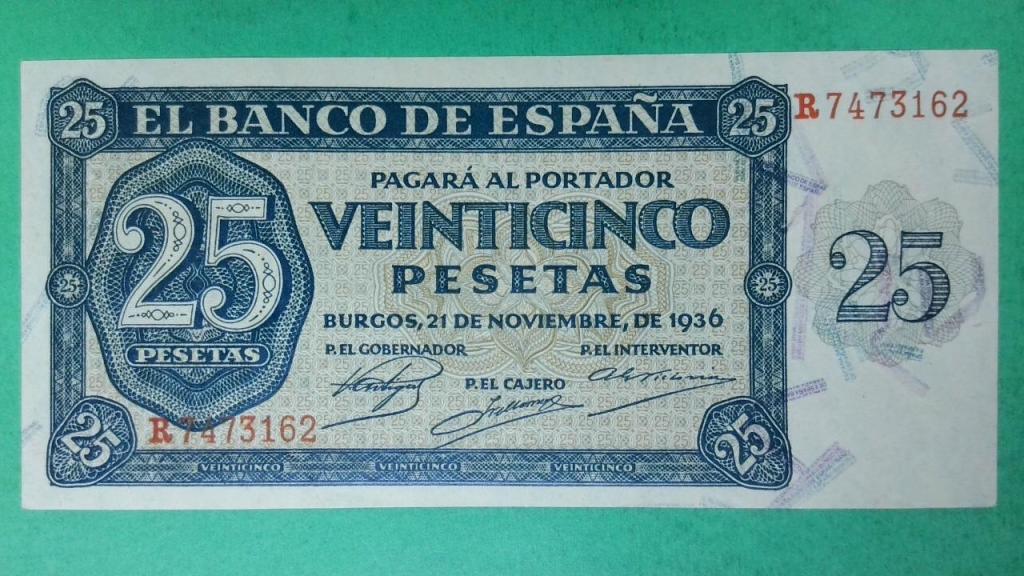 25 EL BANCO DE ESPAÑA 25
R7473162
PAGARÁ AL PORTADOR
VEINTICINCO
PESETAS
25
PESETAS
25
25
25
BURGOS, 21 DE NOVIEMBRE, DE 1936
P. EL GOBERNADOR
P. EL INTERVENTOR
P. EL CAJERO
R7473162
25
25
VEINTICINCO VEINTICINCO VEINTICINCO